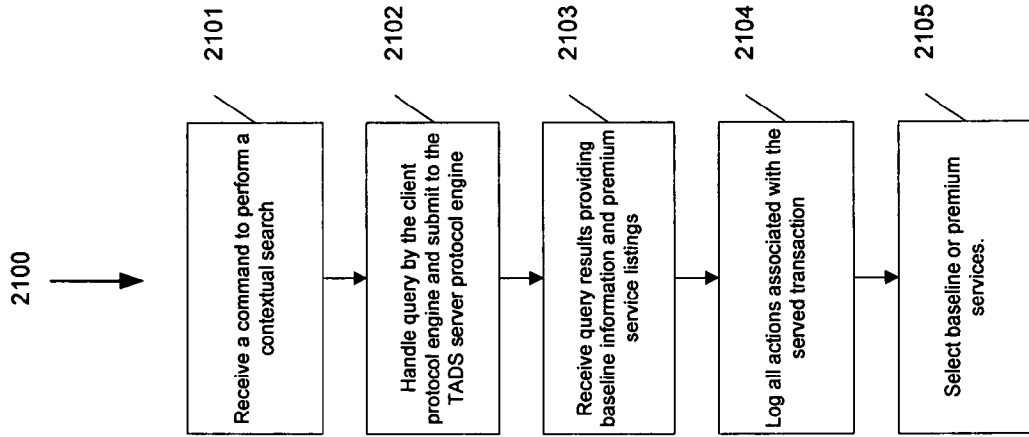 2100
Receive a command to perform a
contextual search
2101
Handle query by the client
protocol engine and submit to the
TADS server protocol engine
2102
Receive query results providing
baseline information and premium
service listings
2103
Log all actions associated with the
served transaction
2104
Select baseline or premium
services.
2105